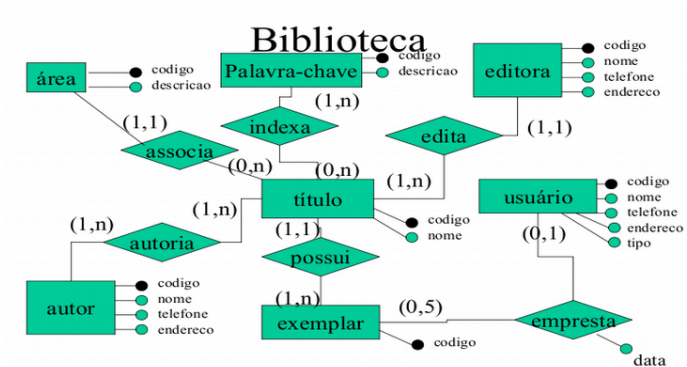 Biblioteca
área
codigo
descricao
Palavra-chave
codigo
descricao
editora
codigo
nome
telefone
endereco
(1,n)
(1,1)
indexa
edita
(1,1)
associa
(0,n)
(0,n)
(1,n)
título
codigo
nome
usuário
codigo
nome
telefone
endereco
tipo
(1,n)
(1,n)
autoria
(1,1)
(0,1)
possui
autor
codigo
nome
telefone
endereco
(1,n)
exemplar
codigo
(0,5)
empresta
data